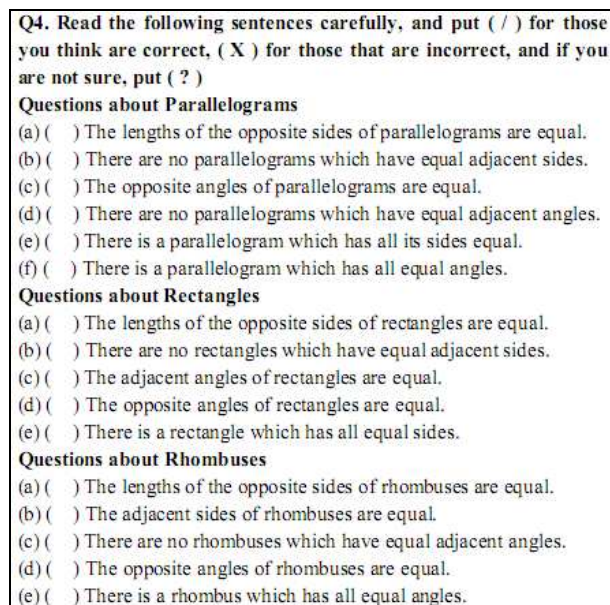 Q4. Read the following sentences carefully, and put ( / ) for those
you think are correct, ( X ) for those that are incorrect, and if you
are not sure, put ( ? )
Questions about Parallelograms
(a) (   ) The lengths of the opposite sides of parallelograms are equal.
(b) (   ) There are no parallelograms which have equal adjacent sides.
(c) (   ) The opposite angles of parallelograms are equal.
(d) (   ) There are no parallelograms which have equal adjacent angles.
(e) (   ) There is a parallelogram which has all its sides equal.
(f) (   ) There is a parallelogram which has all equal angles.
Questions about Rectangles
(a) (   ) The lengths of the opposite sides of rectangles are equal.
(b) (   ) There are no rectangles which have equal adjacent sides.
(c) (   ) The adjacent angles of rectangles are equal.
(d) (   ) The opposite angles of rectangles are equal.
(e) (   ) There is a rectangle which has all equal sides.
Questions about Rhombuses
(a) (   ) The lengths of the opposite sides of rhombuses are equal.
(b) (   ) The adjacent sides of rhombuses are equal.
(c) (   ) There are no rhombuses which have equal adjacent angles.
(d) (   ) The opposite angles of rhombuses are equal.
(e) (   ) There is a rhombus which has all equal angles.